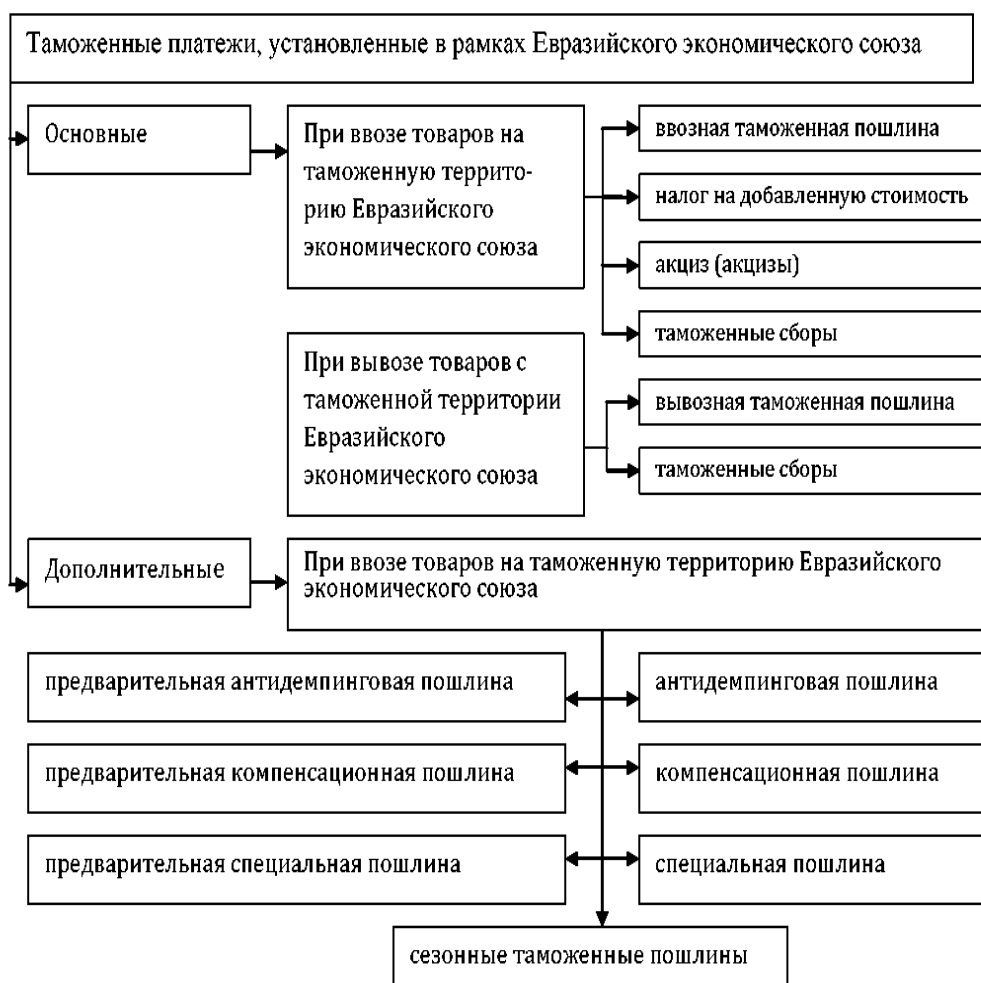 Таможенные платежи, установленные в рамках Евразийского экономического союза
Основные
При ввозе товаров на
таможенную террито-
рию Евразийского
экономического союза
ввозная таможенная пошлина
налог на добавленную стоимость
акциз (акцизы)
таможенные сборы
При вывозе товаров с
таможенной территории
Евразийского
экономического союза
вывозная таможенная пошлина
таможенные сборы
Дополнительные
При ввозе товаров на таможенную территорию Евразийского
экономического союза
предварительная антидемпинговая пошлина
антидемпинговая пошлина
предварительная компенсационная пошлина
компенсационная пошлина
предварительная специальная пошлина
специальная пошлина
сезонные таможенные пошлины